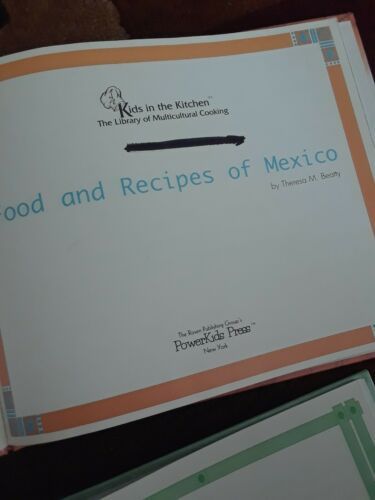 Kids in the Kitchen™
The Library of Multicultural Cooking
Food and Recipes of Mexico
by Theresa M. Beatty
The Rosen Publishing Group's
PowerKids Press™
New York